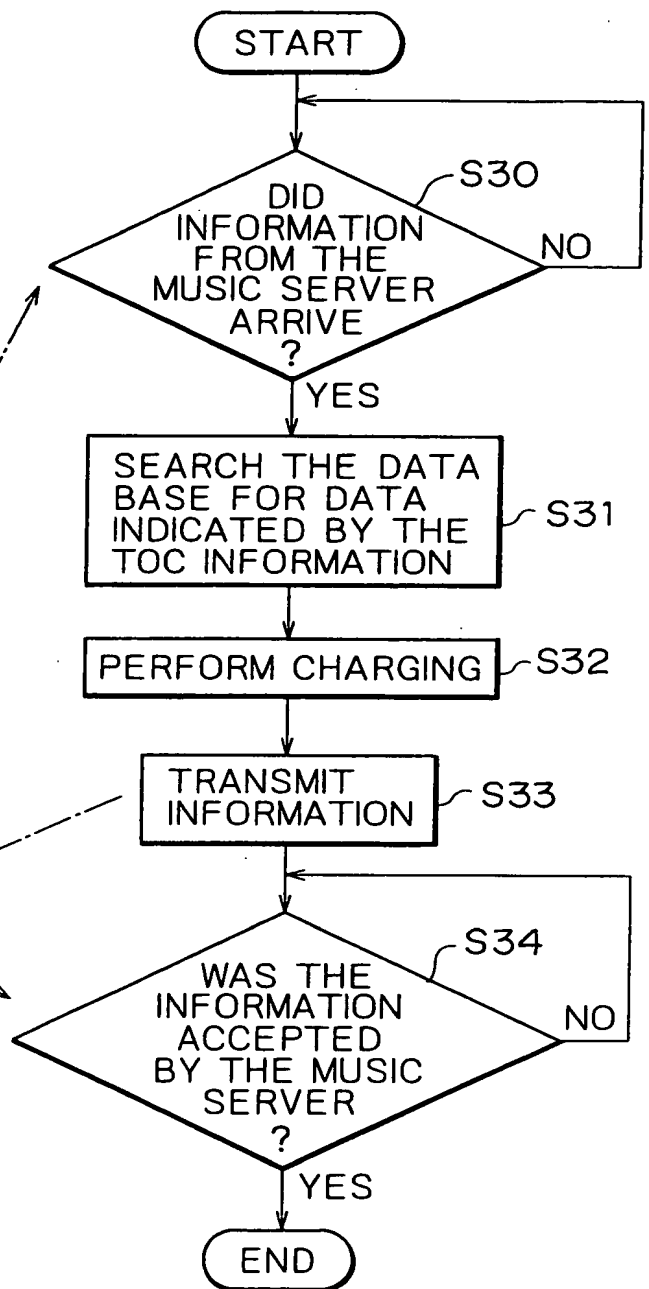 START
S30
DID
INFORMATION
FROM THE
MUSIC SERVER
ARRIVE
?
NO
YES
SEARCH THE DATA
BASE FOR DATA
INDICATED BY THE
TOC INFORMATION
S31
PERFORM CHARGING
S32
TRANSMIT
INFORMATION
S33
S34
WAS THE
INFORMATION
ACCEPTED
BY THE MUSIC
SERVER
?
NO
YES
END